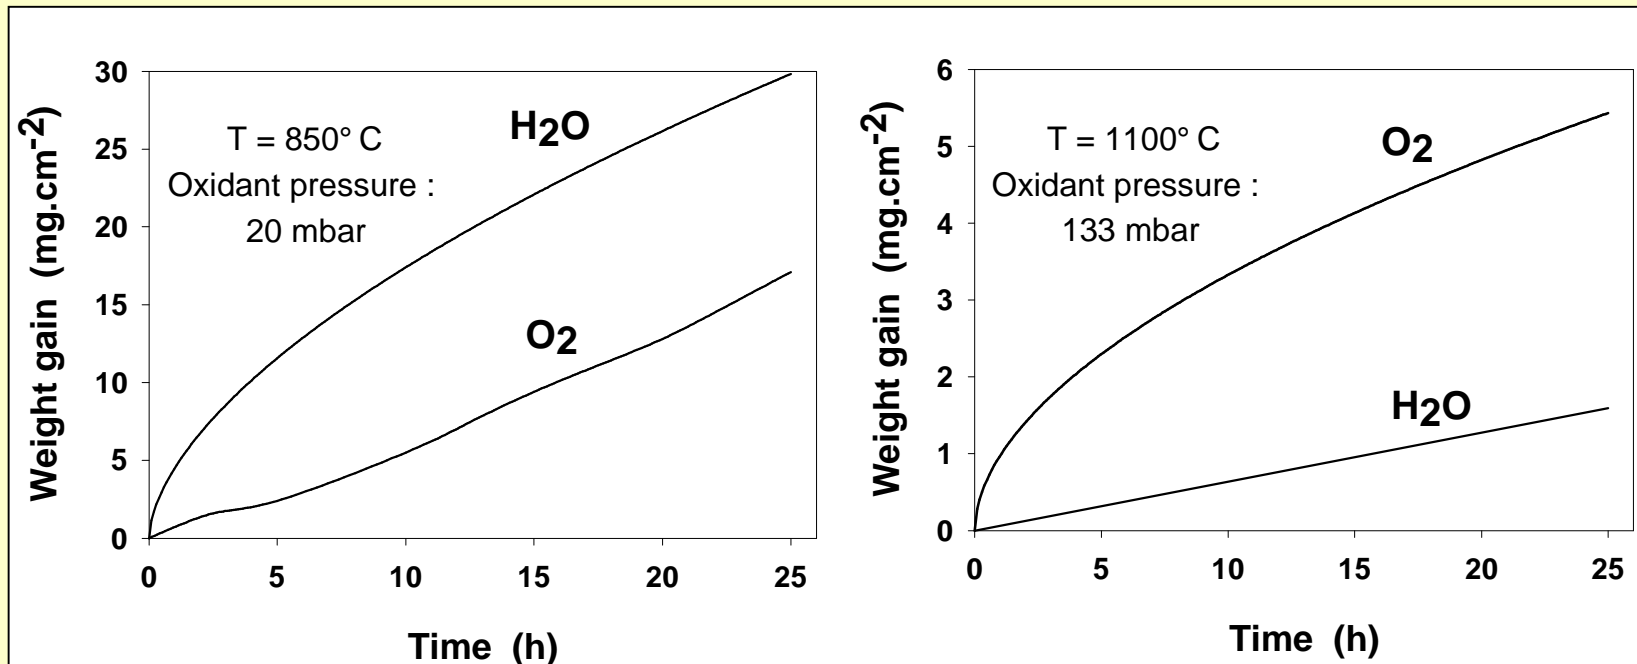 Weight gain (mg.cm-2)
30
25
20
15
10
5
0
T = 850° C
Oxidant pressure :
20 mbar
H2O
O2
0 5 10 15 20 25
Time (h)
Weight gain (mg.cm-2)
6
5
4
3
2
1
0
T = 1100° C
Oxidant pressure :
133 mbar
O2
H2O
0 5 10 15 20 25
Time (h)